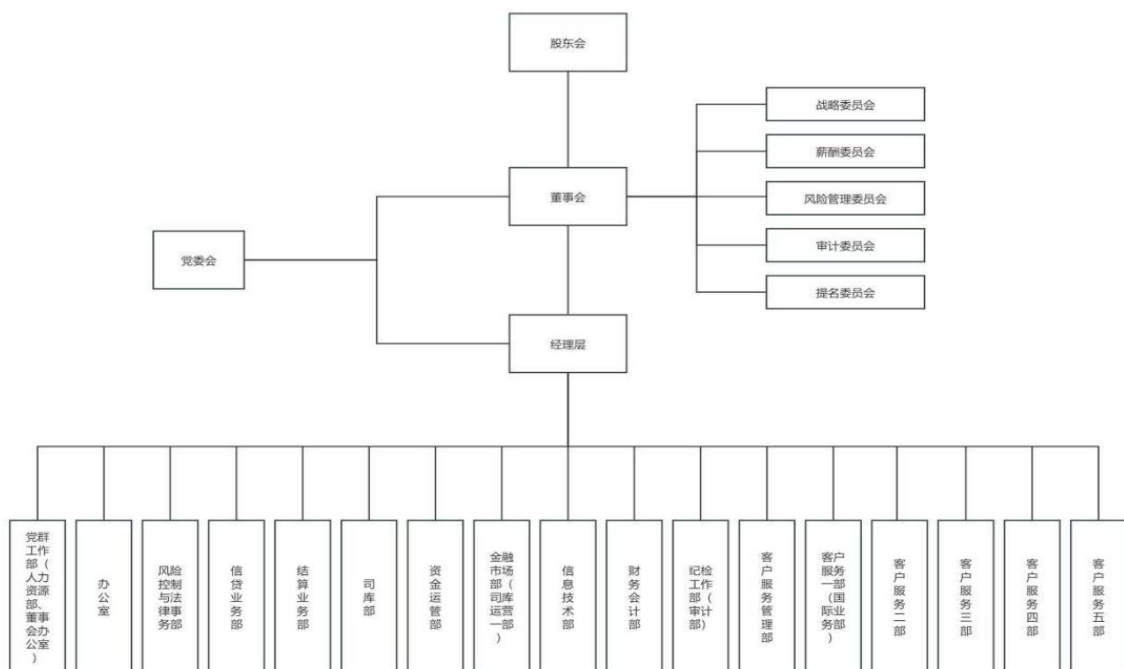 股东会
战略委员会
薪酬委员会
董事会
风险管理委员会
审计委员会
党委会
提名委员会
经理层
党群工作部（人力资源部、董事会办公室）
办公室
风险控制与法律事务部
信贷业务部
结算业务部
司库部
资金运管部
金融市场部（司库运营一部）
信息技术部
财务会计部
纪检工作部（审计部）
客户服务管理部
客户服务一部（国际业务部）
客户服务二部
客户服务三部
客户服务四部
客户服务五部